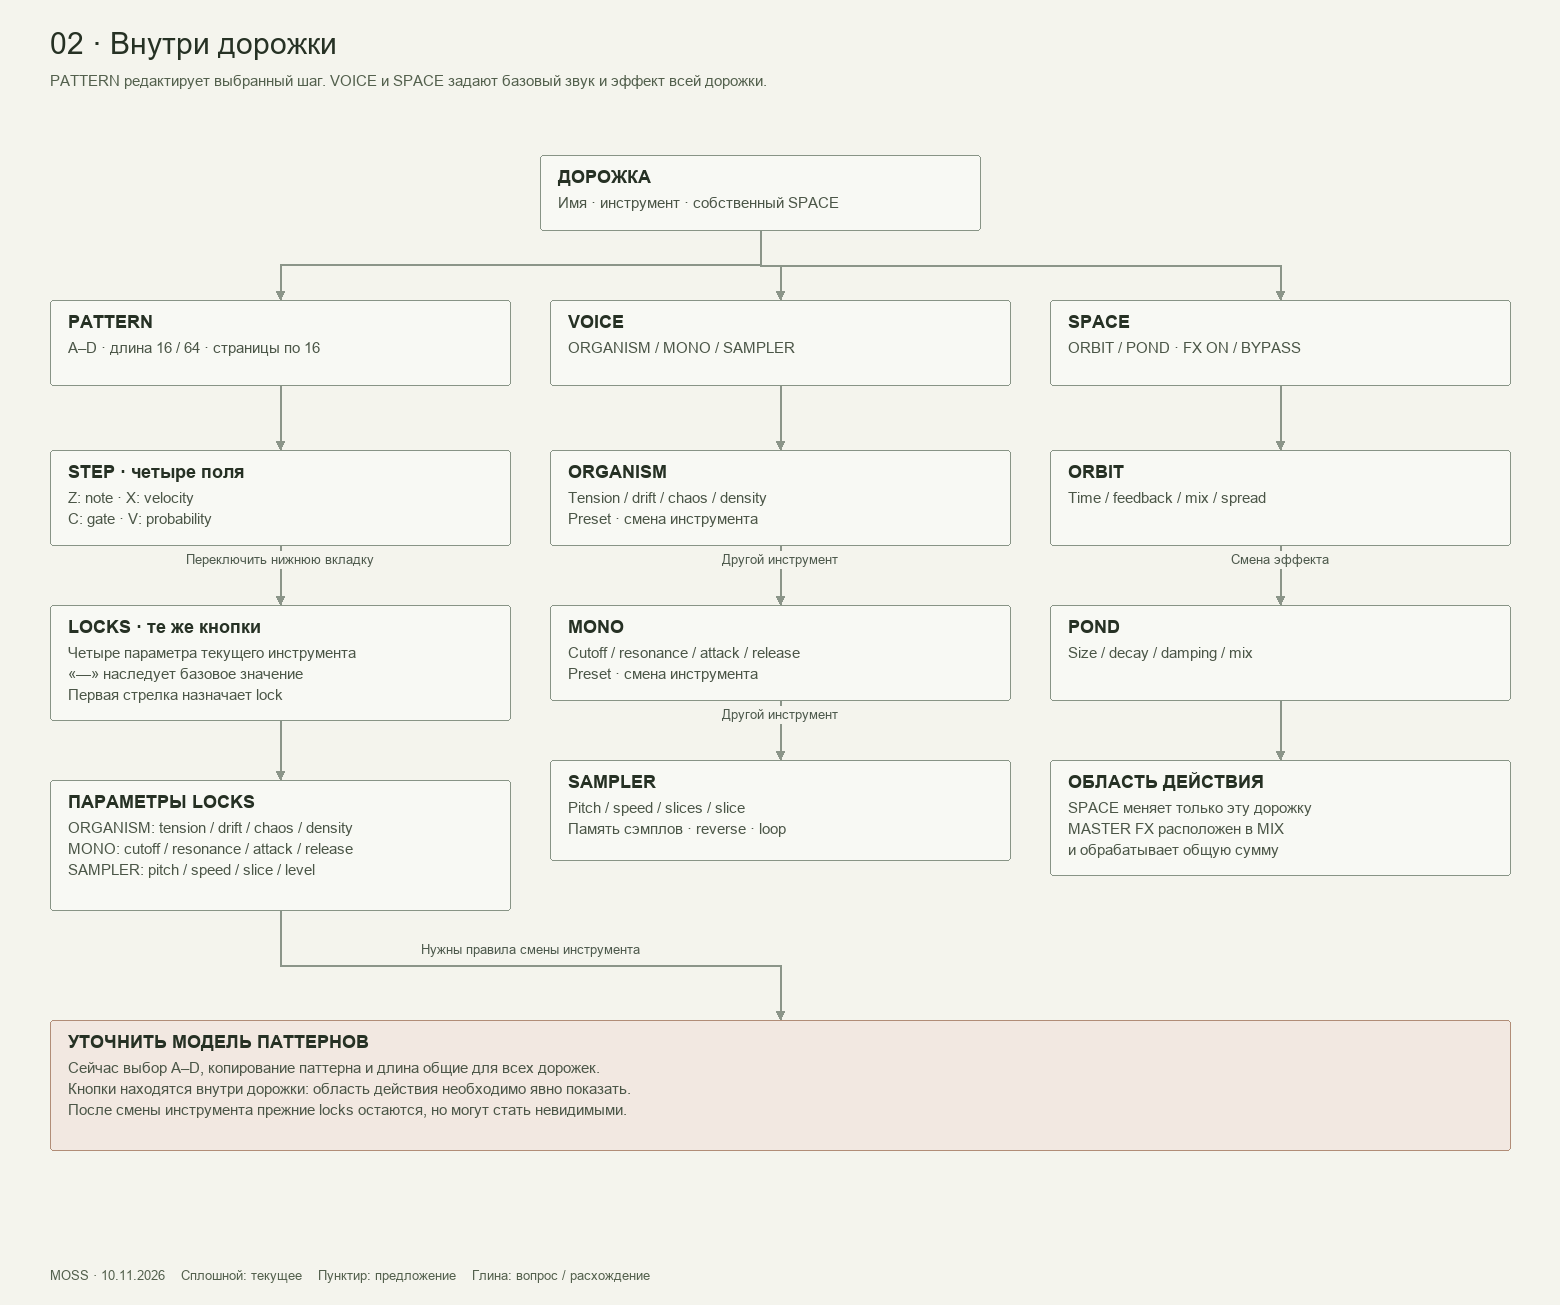 02 · Внутри дорожки
PATTERN редактирует выбранный шаг. VOICE и SPACE задают базовый звук и эффект всей дорожки.
ДОРОЖКА
Имя · инструмент · собственный SPACE
PATTERN
A–D · длина 16 / 64 · страницы по 16
VOICE
ORGANISM / MONO / SAMPLER
SPACE
ORBIT / POND · FX ON / BYPASS
STEP · четыре поля
Z: note · X: velocity
C: gate · V: probability
ORGANISM
Tension / drift / chaos / density
Preset · смена инструмента
ORBIT
Time / feedback / mix / spread
Переключить нижнюю вкладку
Другой инструмент
Смена эффекта
LOCKS · те же кнопки
Четыре параметра текущего инструмента
«—» наследует базовое значение
Первая стрелка назначает lock
MONO
Cutoff / resonance / attack / release
Preset · смена инструмента
POND
Size / decay / damping / mix
Другой инструмент
ПАРАМЕТРЫ LOCKS
ORGANISM: tension / drift / chaos / density
MONO: cutoff / resonance / attack / release
SAMPLER: pitch / speed / slice / level
SAMPLER
Pitch / speed / slices / slice
Память сэмплов · reverse · loop
ОБЛАСТЬ ДЕЙСТВИЯ
SPACE меняет только эту дорожку
MASTER FX расположен в MIX
и обрабатывает общую сумму
Нужны правила смены инструмента
УТОЧНИТЬ МОДЕЛЬ ПАТТЕРНОВ
Сейчас выбор A–D, копирование паттерна и длина общие для всех дорожек.
Кнопки находятся внутри дорожки: область действия необходимо явно показать.
После смены инструмента прежние locks остаются, но могут стать невидимыми.
MOSS · 10.11.2026 Сплошной: текущее Пунктир: предложение Глина: вопрос / расхождение